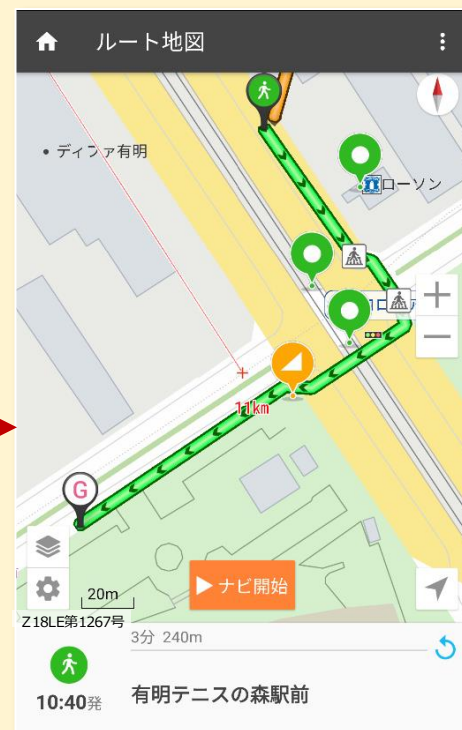 ルート地図
ディファ有明
ローソン
11km
G
20m
ナビ開始
Z18LE第1267号
3分 240m
10:40発
有明テニスの森駅前